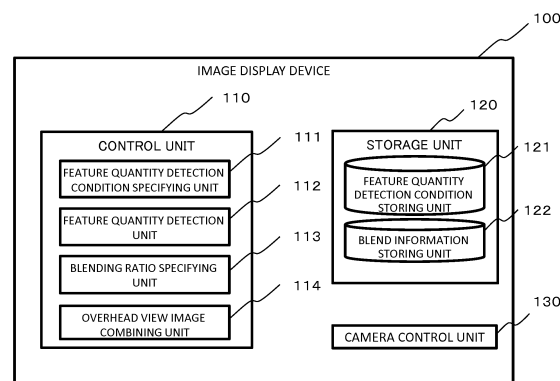 100
IMAGE DISPLAY DEVICE
110
CONTROL UNIT
111
FEATURE QUANTITY DETECTION
CONDITION SPECIFYING UNIT
112
FEATURE QUANTITY DETECTION
UNIT
113
BLENDING RATIO SPECIFYING
UNIT
114
OVERHEAD VIEW IMAGE
COMBINING UNIT
120
STORAGE UNIT
121
FEATURE QUANTITY
DETECTION CONDITION
STORING UNIT
122
BLEND INFORMATION
STORING UNIT
130
CAMERA CONTROL UNIT